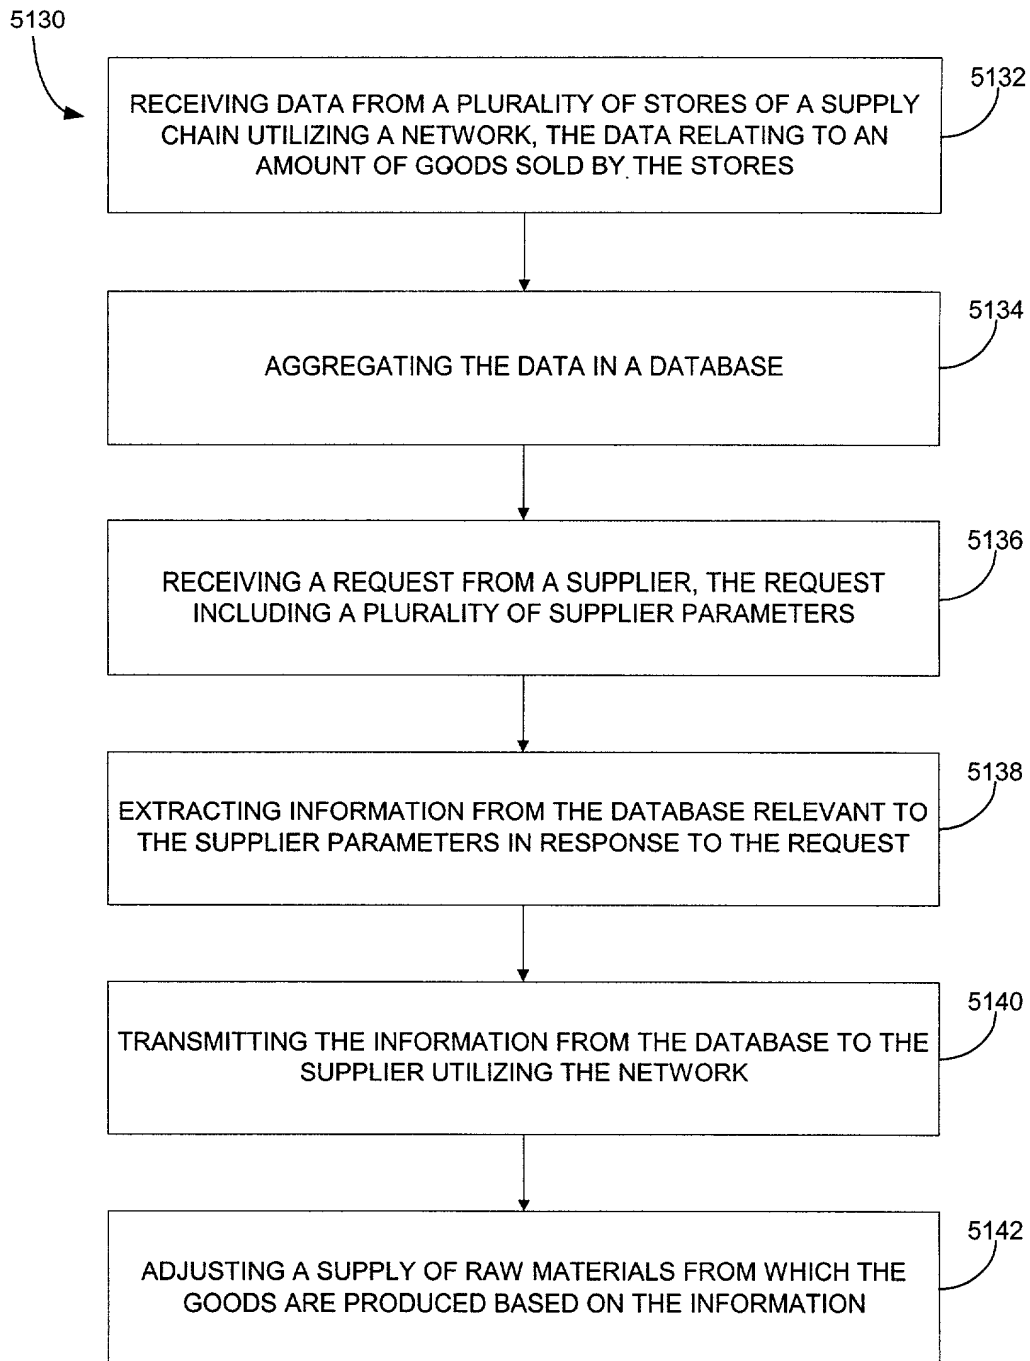 5130
5132
RECEIVING DATA FROM A PLURALITY OF STORES OF A SUPPLY
CHAIN UTILIZING A NETWORK, THE DATA RELATING TO AN
AMOUNT OF GOODS SOLD BY THE STORES
5134
AGGREGATING THE DATA IN A DATABASE
5136
RECEIVING A REQUEST FROM A SUPPLIER, THE REQUEST
INCLUDING A PLURALITY OF SUPPLIER PARAMETERS
5138
EXTRACTING INFORMATION FROM THE DATABASE RELEVANT TO
THE SUPPLIER PARAMETERS IN RESPONSE TO THE REQUEST
5140
TRANSMITTING THE INFORMATION FROM THE DATABASE TO THE
SUPPLIER UTILIZING THE NETWORK
5142
ADJUSTING A SUPPLY OF RAW MATERIALS FROM WHICH THE
GOODS ARE PRODUCED BASED ON THE INFORMATION